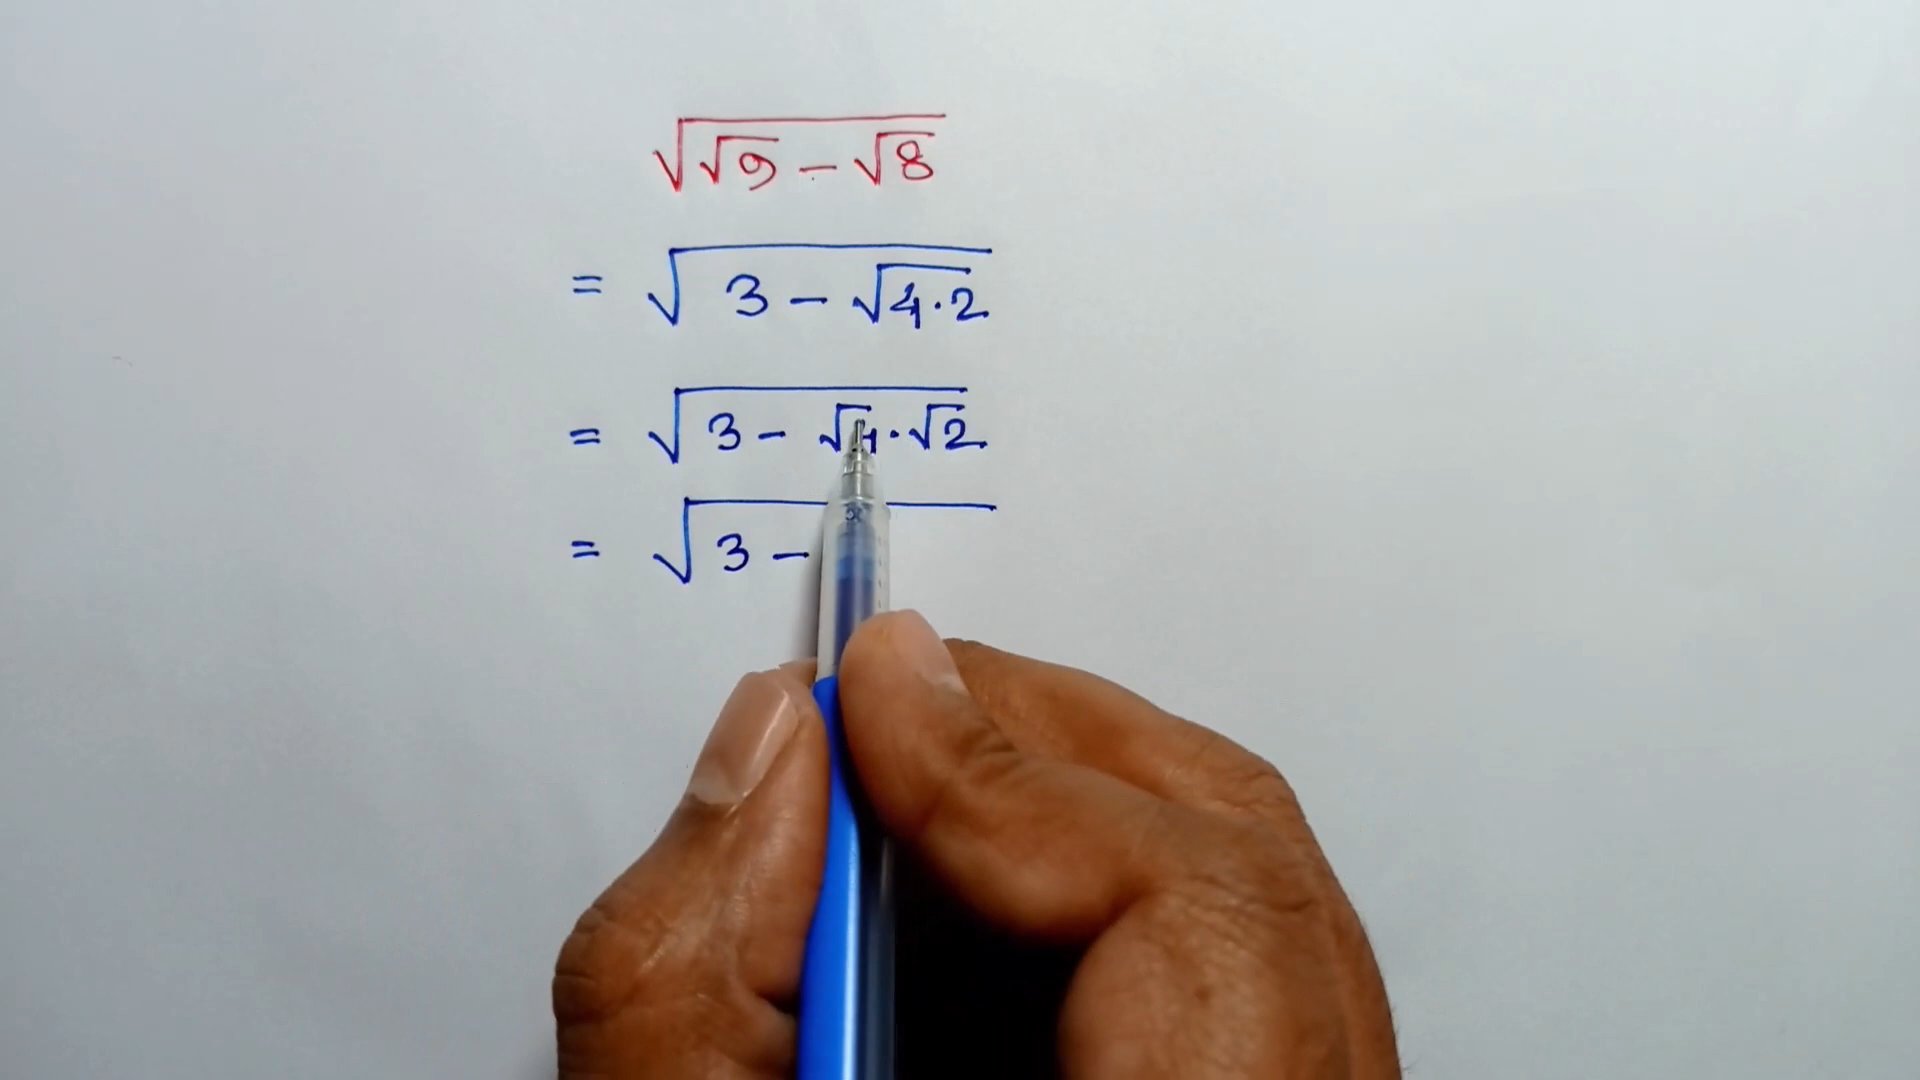 √(√9 − √8)
= √(3 − √(4·2))
= √(3 − √4·√2)
= √(3 −